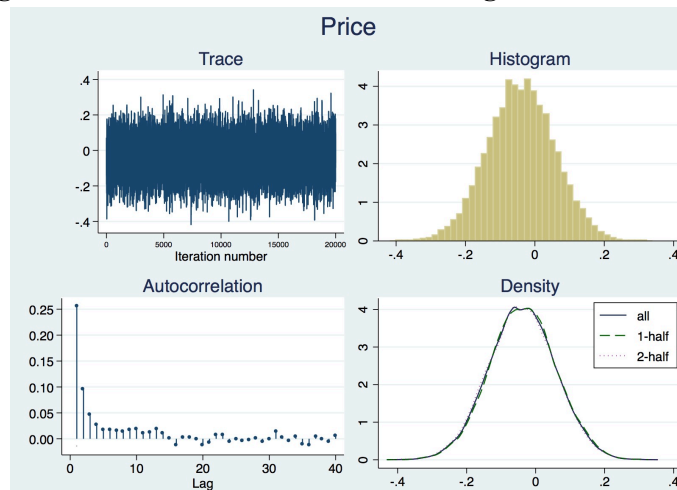 Price
Trace
.4
.2
0
-.2
-.4
0 5000 10000 15000 20000
Iteration number
Histogram
4
3
2
1
0
-.4 -.2 0 .2 .4
Autocorrelation
0.25
0.20
0.15
0.10
0.05
0.00
0 10 20 30 40
Lag
Density
4
3
2
1
0
-.4 -.2 0 .2 .4
all
1-half
2-half